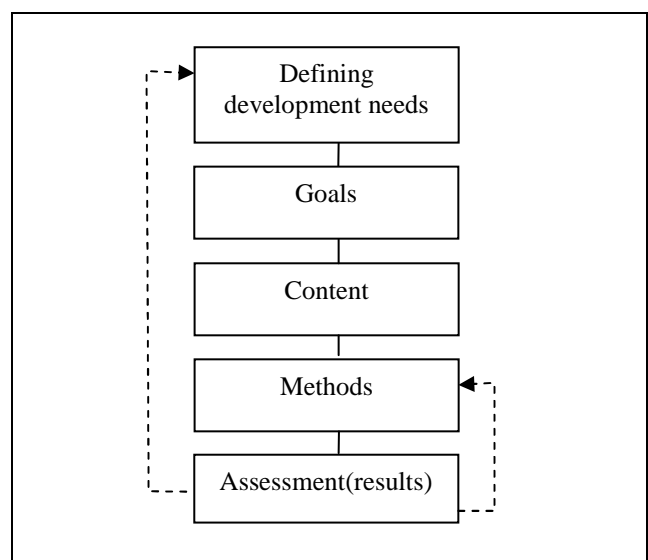 Defining
development needs
Goals
Content
Methods
Assessment(results)